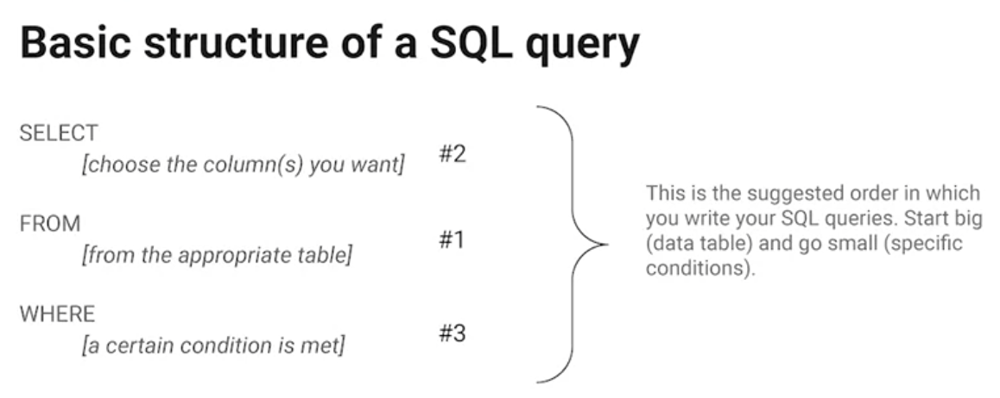 Basic structure of a SQL query
SELECT
[choose the column(s) you want]
#2
FROM
[from the appropriate table]
#1
WHERE
[a certain condition is met]
#3
This is the suggested order in which
you write your SQL queries. Start big
(data table) and go small (specific
conditions).